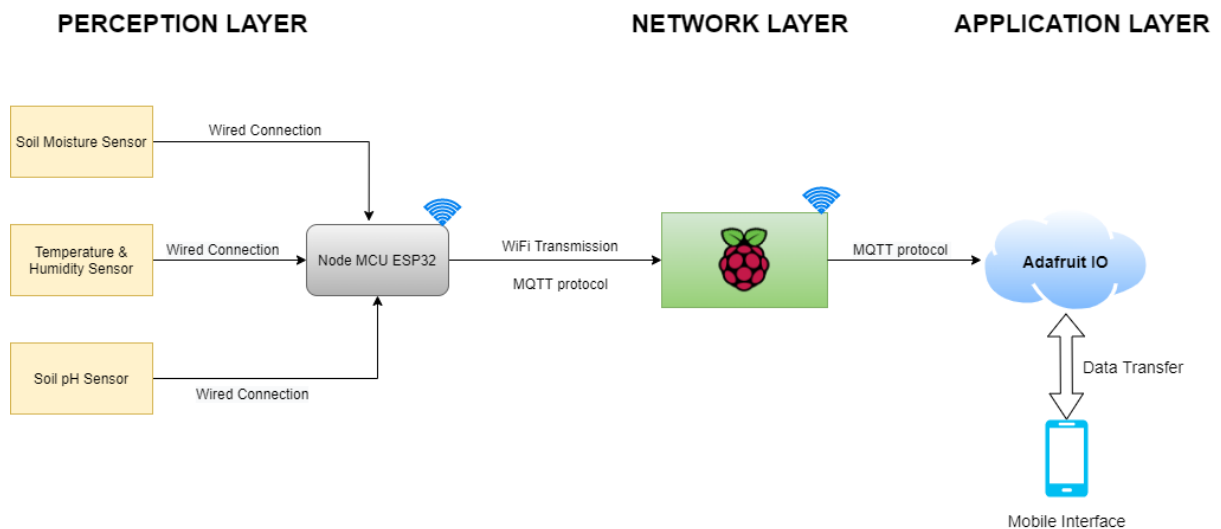 PERCEPTION LAYER
NETWORK LAYER
APPLICATION LAYER
Soil Moisture Sensor
Wired Connection
Temperature &
Humidity Sensor
Wired Connection
Node MCU ESP32
WiFi Transmission
MQTT protocol
MQTT protocol
Adafruit IO
Soil pH Sensor
Wired Connection
Data Transfer
Mobile Interface